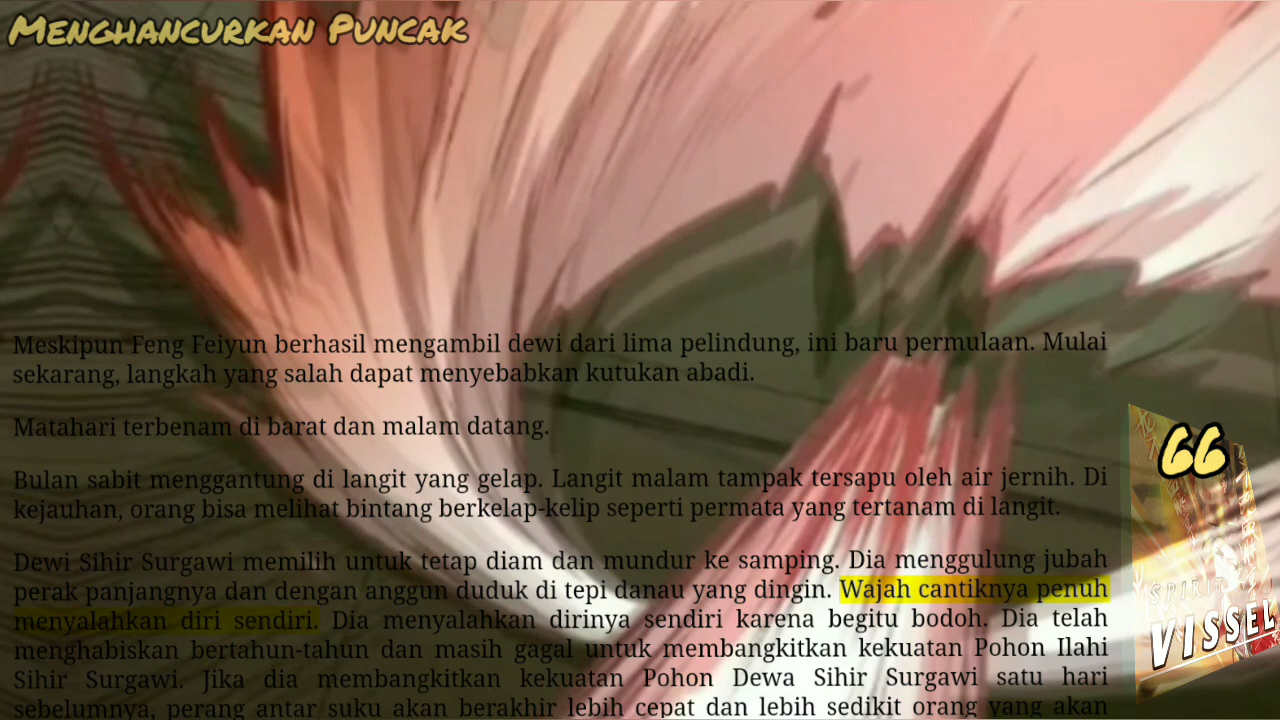 Menghancurkan Puncak
Meskipun Feng Feiyun berhasil mengambil dewi dari lima pelindung, ini baru permulaan. Mulai
sekarang, langkah yang salah dapat menyebabkan kutukan abadi.
Matahari terbenam di barat dan malam datang.
Bulan sabit menggantung di langit yang gelap. Langit malam tampak tersapu oleh air jernih. Di
kejauhan, orang bisa melihat bintang berkelap-kelip seperti permata yang tertanam di langit.
Dewi Sihir Surgawi memilih untuk tetap diam dan mundur ke samping. Dia menggulung jubah
perak panjangnya dan dengan anggun duduk di tepi danau yang dingin. Wajah cantiknya penuh
menyalahkan diri sendiri. Dia menyalahkan dirinya sendiri karena begitu bodoh. Dia telah
menghabiskan bertahun-tahun dan masih gagal untuk membangkitkan kekuatan Pohon Ilahi
Sihir Surgawi. Jika dia membangkitkan kekuatan Pohon Dewa Sihir Surgawi satu hari
sebelumnya, perang antar suku akan berakhir lebih cepat dan lebih sedikit orang yang akan
66
SPIRIT
VISSEL